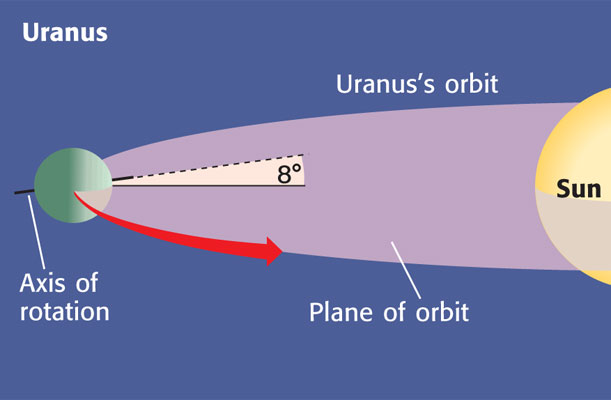 Uranus
Uranus's orbit
8°
Sun
Axis of
rotation
Plane of orbit